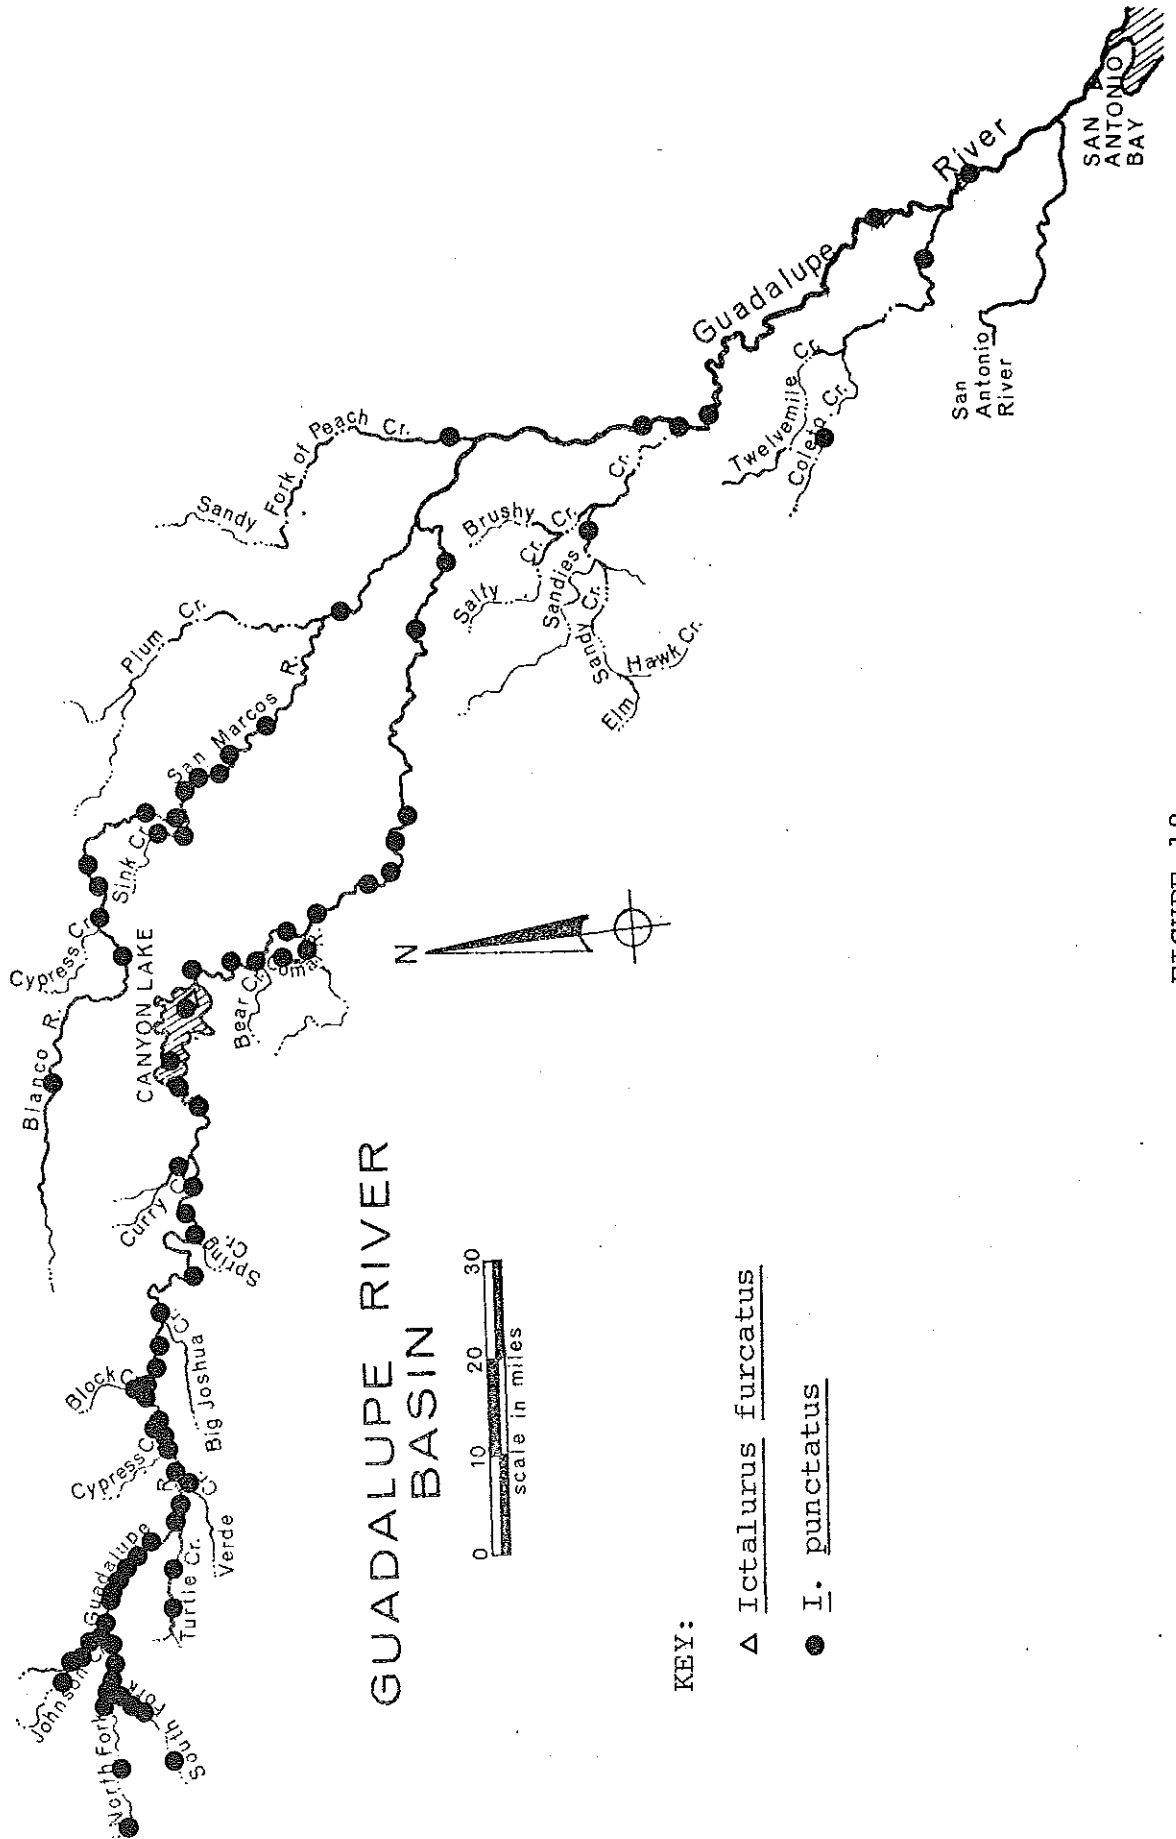 GUADALUPE RIVER
BASIN
0 10 20 30
scale in miles
KEY:
△ Ictalurus furcatus
● I. punctatus
N
North Fork
South Fork
Johnson C.
Guadalupe R.
Turtle Cr.
Verde Cr.
Cypress C.
Block C.
Big Joshua Cr.
Spring
Cr.
Curry C.
CANYON LAKE
Blanco R.
Cypress Cr.
Sink Cr.
Bear Cr.
Comal R.
San Marcos R.
Plum Cr.
Sandy
Fork of Peach Cr.
Brushy Cr.
Salty Cr.
Sandies Cr.
Sandy Cr.
Elm
Hawk Cr.
Guadalupe River
Twelvemile Cr.
Coleto Cr.
San
Antonio
River
SAN
ANTONIO
BAY